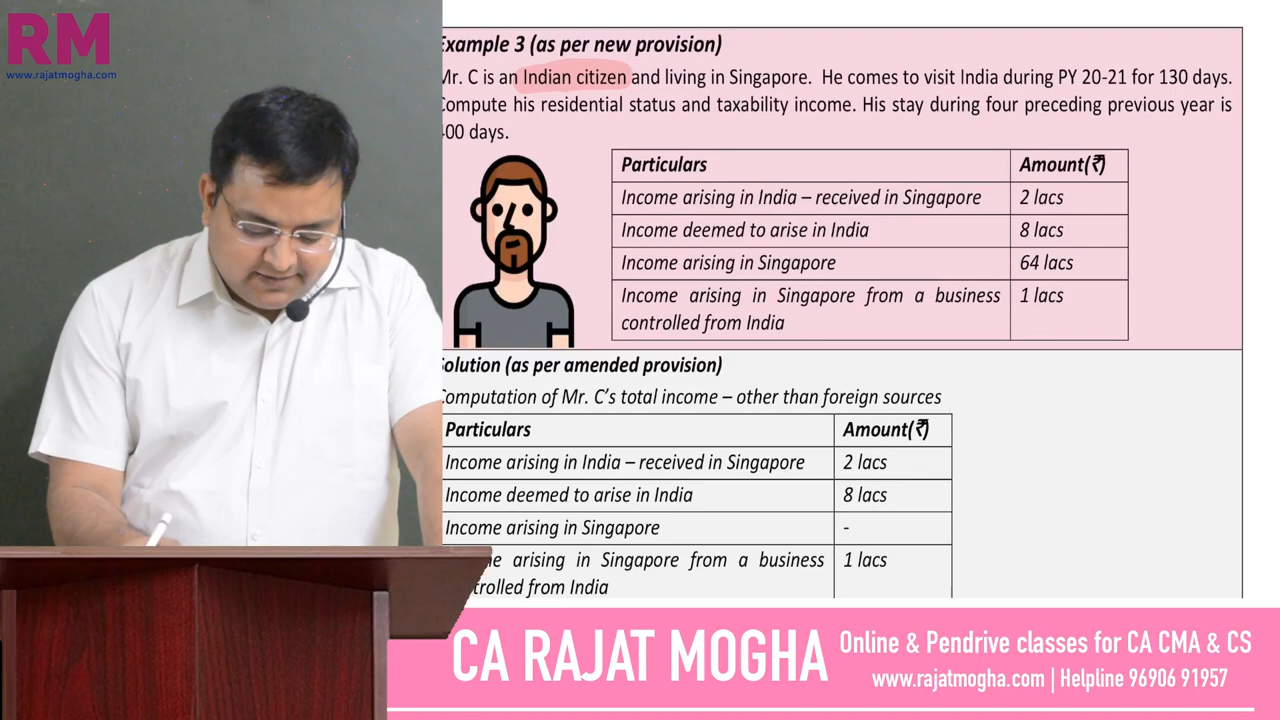 RM
www.rajatmogha.com
Example 3 (as per new provision)
Mr. C is an Indian citizen and living in Singapore. He comes to visit India during PY 20-21 for 130 days.
Compute his residential status and taxability income. His stay during four preceding previous year is
00 days.
Particulars Amount(₹)
Income arising in India – received in Singapore 2 lacs
Income deemed to arise in India 8 lacs
Income arising in Singapore 64 lacs
Income arising in Singapore from a business 1 lacs
controlled from India
Solution (as per amended provision)
Computation of Mr. C's total income – other than foreign sources
Particulars Amount(₹)
Income arising in India – received in Singapore 2 lacs
Income deemed to arise in India 8 lacs
Income arising in Singapore -
arising in Singapore from a business 1 lacs
from India
CA RAJAT MOGHA
Online & Pendrive classes for CA CMA & CS
www.rajatmogha.com | Helpline 96906 91957